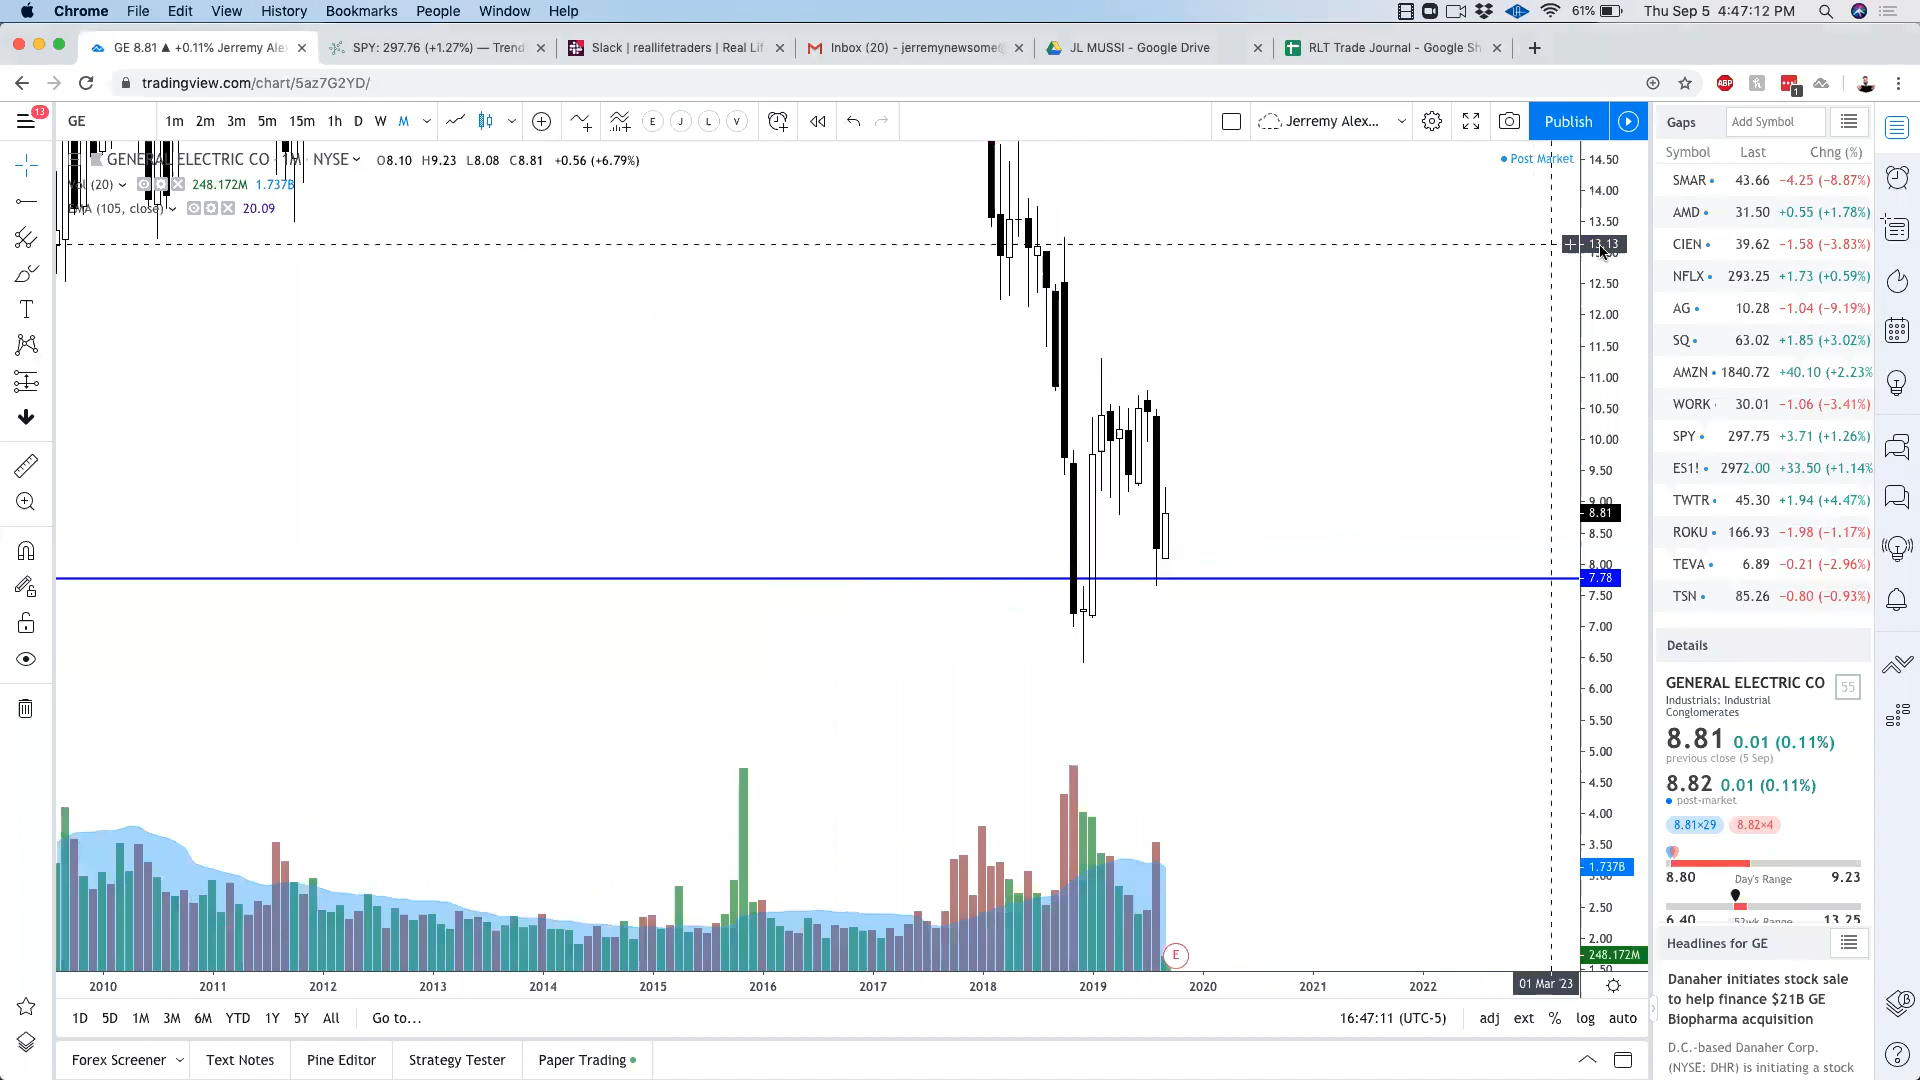 Chrome File Edit View History Bookmarks People Window Help 61% Thu Sep 5 4:47:12 PM
GE 8.81 ▲ +0.11% Jerremy Ale
SPY: 297.76 (+1.27%) — Trend
Slack | reallifetraders | Real Lif
Inbox (20) - jerremynewsome@
JL MUSSI - Google Drive
RLT Trade Journal - Google Sh
tradingview.com/chart/5az7G2YD/
ABP
1
13
GE 1m 2m 3m 5m 15m 1h D W M E J L V Jerremy Alex... Publish
GENERAL ELECTRIC CO 1M NYSE O8.10 H9.23 L8.08 C8.81 +0.56 (+6.79%)
Vol (20) 248.172M 1.737B
EMA (105, close) 20.09
Post Market
14.50
14.00
13.50
13.13
12.50
12.00
11.50
11.00
10.50
10.00
9.50
9.00
8.81
8.50
8.00
7.78
7.50
7.00
6.50
6.00
5.50
5.00
4.50
4.00
3.50
1.737B
2.50
2.00
248.172M
1.50
E
2010 2011 2012 2013 2014 2015 2016 2017 2018 2019 2020 2021 2022 01 Mar '23
1D 5D 1M 3M 6M YTD 1Y 5Y All Go to... 16:47:11 (UTC-5) adj ext % log auto
Forex Screener Text Notes Pine Editor Strategy Tester Paper Trading
Gaps Add Symbol
Symbol Last Chng (%)
SMAR 43.66 −4.25 (−8.87%)
AMD 31.50 +0.55 (+1.78%)
CIEN 39.62 −1.58 (−3.83%)
NFLX 293.25 +1.73 (+0.59%)
AG 10.28 −1.04 (−9.19%)
SQ 63.02 +1.85 (+3.02%)
AMZN 1840.72 +40.10 (+2.23%
WORK 30.01 −1.06 (−3.41%)
SPY 297.75 +3.71 (+1.26%)
ES1! 2972.00 +33.50 (+1.14%
TWTR 45.30 +1.94 (+4.47%)
ROKU 166.93 −1.98 (−1.17%)
TEVA 6.89 −0.21 (−2.96%)
TSN 85.26 −0.80 (−0.93%)
Details
GENERAL ELECTRIC CO 55
Industrials: Industrial
Conglomerates
8.81 0.01 (0.11%)
previous close (5 Sep)
8.82 0.01 (0.11%)
post-market
8.81×29 8.82×4
8.80 Day's Range 9.23
6.40 52wk Range 13.25
Headlines for GE
Danaher initiates stock sale
to help finance $21B GE
Biopharma acquisition
D.C.-based Danaher Corp.
(NYSE: DHR) is initiating a stock